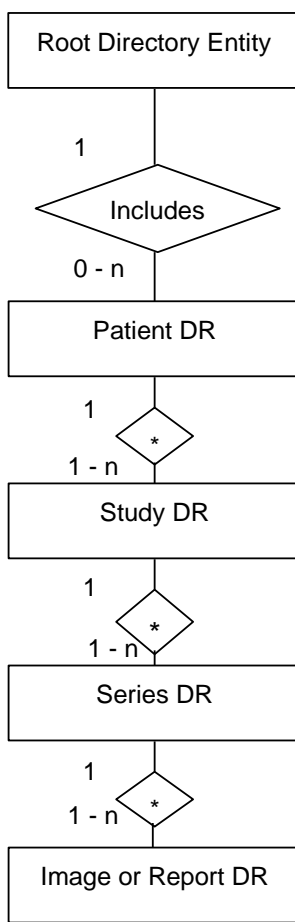 Root Directory Entity
1
Includes
0 - n
Patient DR
1
*
1 - n
Study DR
1
*
1 - n
Series DR
1
*
1 - n
Image or Report DR